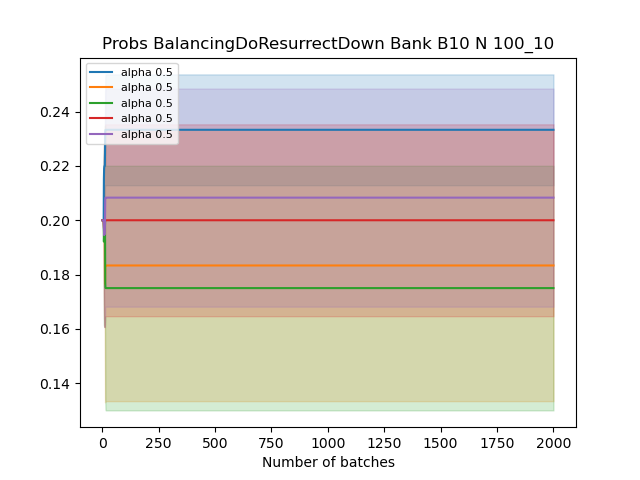 Probs BalancingDoResurrectDown Bank B10 N 100_10
alpha 0.5
alpha 0.5
alpha 0.5
alpha 0.5
alpha 0.5
0.24
0.22
0.20
0.18
0.16
0.14
0 250 500 750 1000 1250 1500 1750 2000
Number of batches